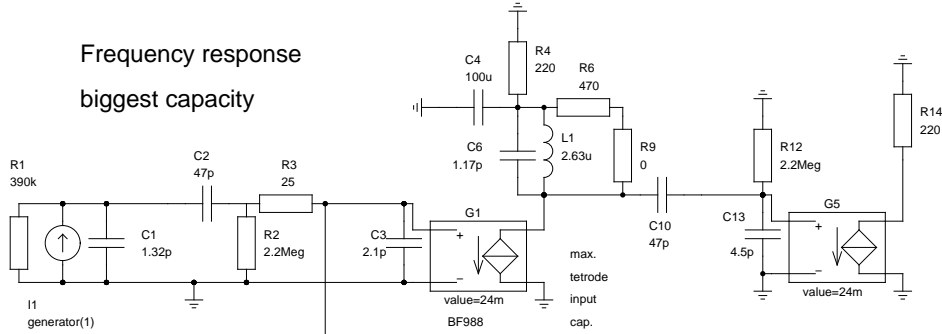 Frequency response
biggest capacity
R4
220
C4
100u
R6
470
R14
220
C6
1.17p
L1
2.63u
R9
0
R12
2.2Meg
R1
390k
C2
47p
R3
25
C1
1.32p
R2
2.2Meg
C3
2.1p
G1
+
−
value=24m
BF988
C10
47p
C13
4.5p
G5
+
−
value=24m
max.
tetrode
input
cap.
I1
generator(1)